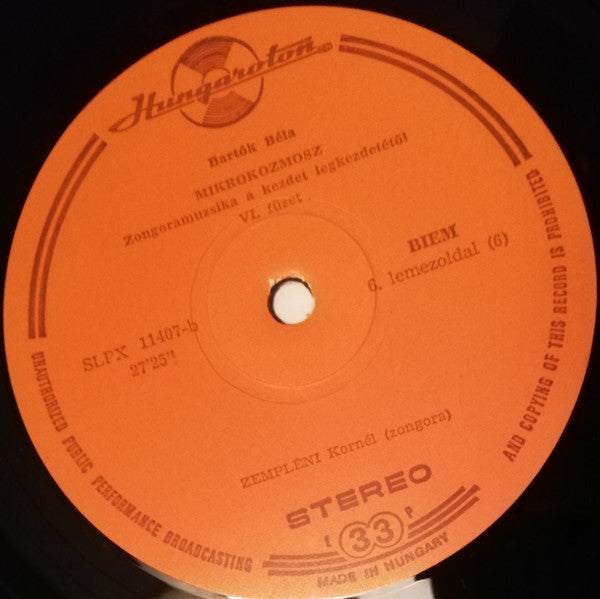 Hungaroton
Bartók Béla
MIKROKOZMOSZ
Zongoramuzsika a kezdet legkezdetétől
VI. füzet
BIEM
6. lemezoldal (6)
SLPX 11407-b
27'25"
ZEMPLÉNI Kornél (zongora)
STEREO
L 33 P
MADE IN HUNGARY
UNAUTHORIZED PUBLIC PERFORMANCE BROADCASTING
AND COPYING OF THIS RECORD IS PROHIBITED